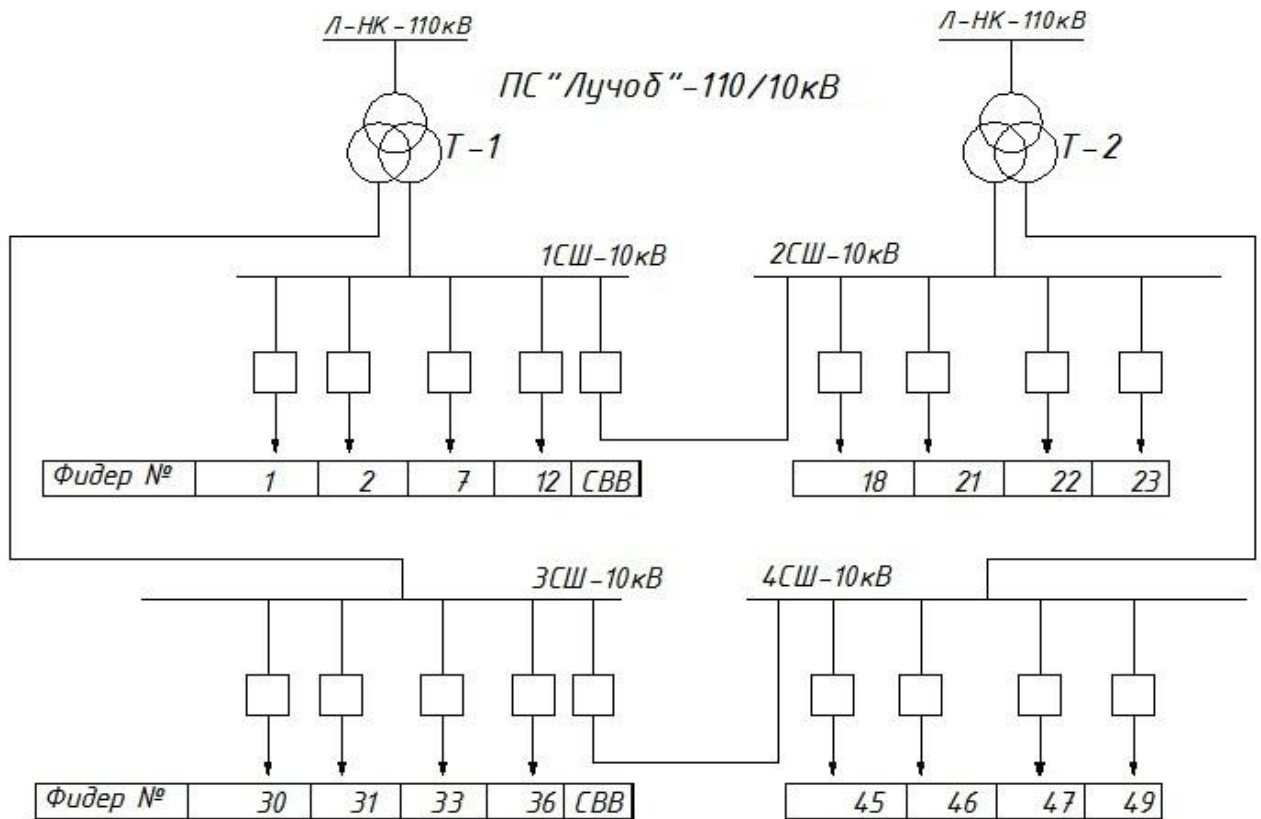 Л-НК-110кВ
Л-НК-110кВ
ПС "Лучоб"-110/10кВ
Т-1
Т-2
1СШ-10кВ
2СШ-10кВ
Фидер № 1 2 7 12 СВВ
18 21 22 23
3СШ-10кВ
4СШ-10кВ
Фидер № 30 31 33 36 СВВ
45 46 47 49